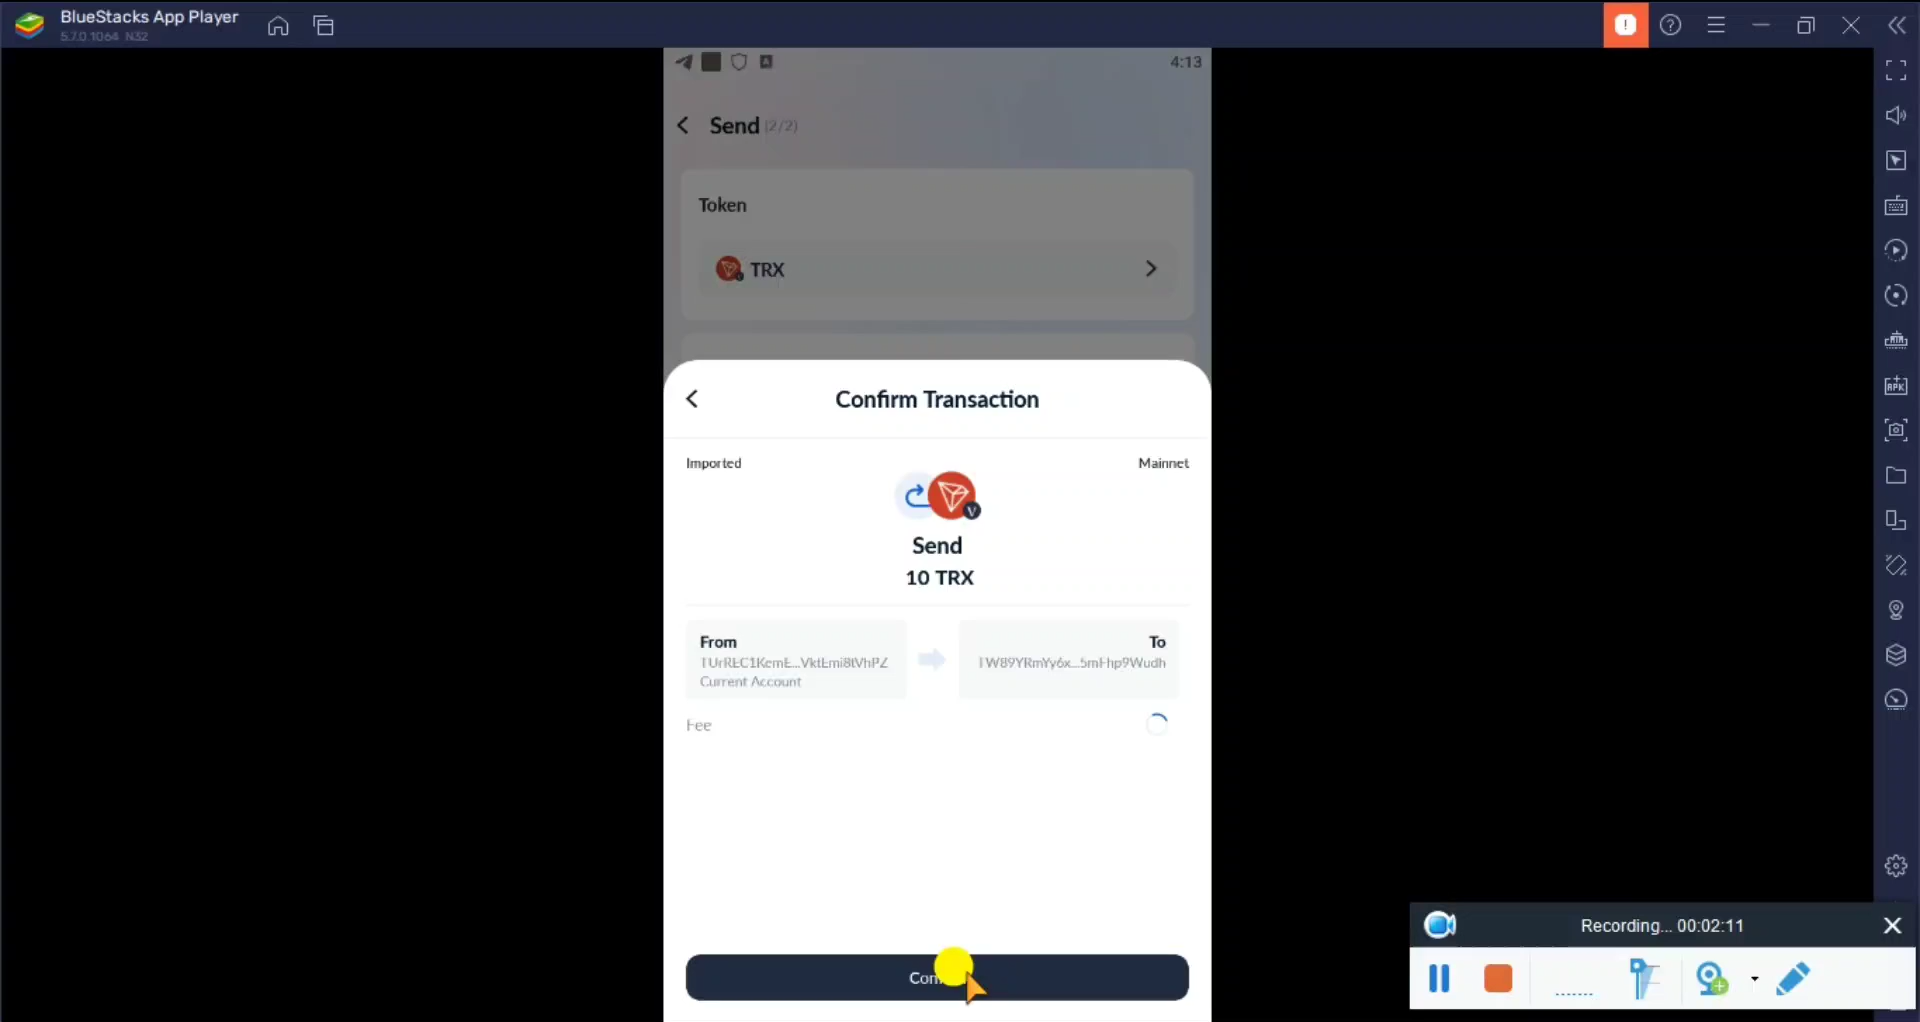 BlueStacks App Player
5.7.0.1064 N32
4:13
Send (2/2)
Token
TRX
Confirm Transaction
Imported
Mainnet
Send
10 TRX
From
To
Current Account
Fee
Recording... 00:02:11